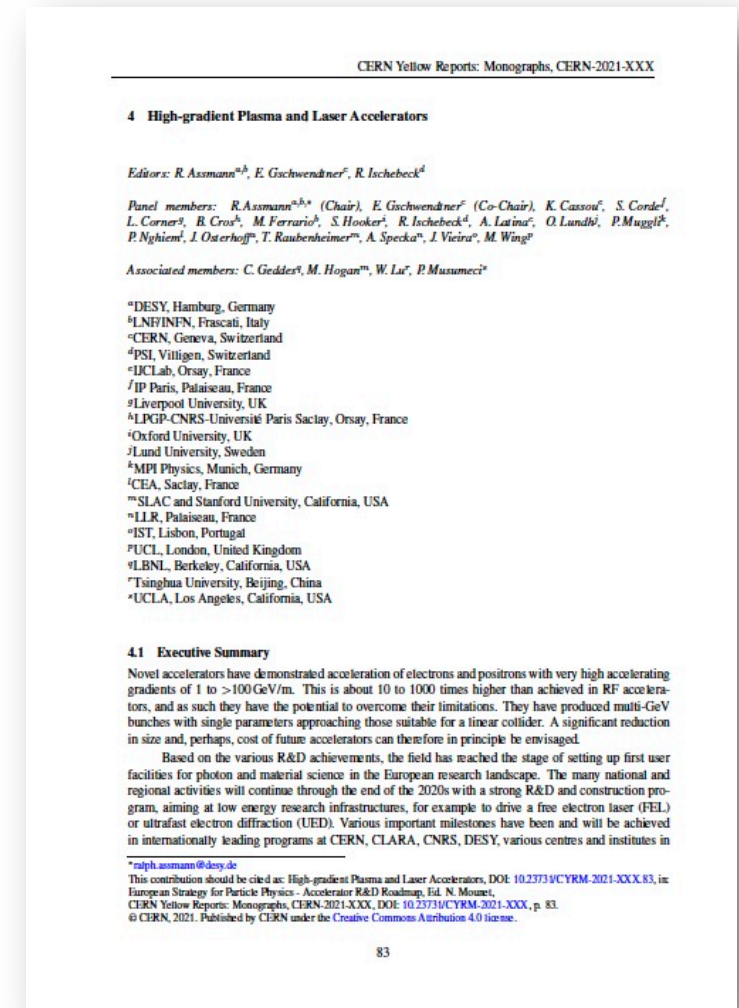 CERN Yellow Reports: Monographs, CERN-2021-XXX
4 High-gradient Plasma and Laser Accelerators
Editors: R. Assmann^a,b, E. Gschwendtner^c, R. Ischebeck^d
Panel members: R.Assmann^a,b,* (Chair), E. Gschwendtner^c (Co-Chair), K. Cassou^e, S. Corde^f,
L. Corner^g, B. Cros^h, M. Ferrario^b, S. Hooker^i, R. Ischebeck^d, A. Latina^c, O. Lundh^j, P. Muggli^k,
P. Nghiem^l, J. Osterhoff^a, T. Raubenheimer^m, A. Specka^n, J. Vieira^o, M. Wing^p
Associated members: C. Geddes^q, M. Hogan^m, W. Lu^r, P. Musumeci^s
^aDESY, Hamburg, Germany
^bLNF/INFN, Frascati, Italy
^cCERN, Geneva, Switzerland
^dPSI, Villigen, Switzerland
^eIJCLab, Orsay, France
^fIP Paris, Palaiseau, France
^gLiverpool University, UK
^hLPGP-CNRS-Université Paris Saclay, Orsay, France
^iOxford University, UK
^jLund University, Sweden
^kMPI Physics, Munich, Germany
^lCEA, Saclay, France
^mSLAC and Stanford University, California, USA
^nLLR, Palaiseau, France
^oIST, Lisbon, Portugal
^pUCL, London, United Kingdom
^qLBNL, Berkeley, California, USA
^rTsinghua University, Beijing, China
^sUCLA, Los Angeles, California, USA
4.1 Executive Summary
Novel accelerators have demonstrated acceleration of electrons and positrons with very high accelerating
gradients of 1 to >100 GeV/m. This is about 10 to 1000 times higher than achieved in RF accelera-
tors, and as such they have the potential to overcome their limitations. They have produced multi-GeV
bunches with single parameters approaching those suitable for a linear collider. A significant reduction
in size and, perhaps, cost of future accelerators can therefore in principle be envisaged.
Based on the various R&D achievements, the field has reached the stage of setting up first user
facilities for photon and material science in the European research landscape. The many national and
regional activities will continue through the end of the 2020s with a strong R&D and construction pro-
gram, aiming at low energy research infrastructures, for example to drive a free electron laser (FEL)
or ultrafast electron diffraction (UED). Various important milestones have been and will be achieved
in internationally leading programs at CERN, CLARA, CNRS, DESY, various centres and institutes in
*ralph.assmann@desy.de
This contribution should be cited as: High-gradient Plasma and Laser Accelerators, DOI: 10.23731/CYRM-2021-XXX.83, in:
European Strategy for Particle Physics - Accelerator R&D Roadmap, Ed. N. Mounet,
CERN Yellow Reports: Monographs, CERN-2021-XXX, DOI: 10.23731/CYRM-2021-XXX, p. 83.
© CERN, 2021. Published by CERN under the Creative Commons Attribution 4.0 license.
83